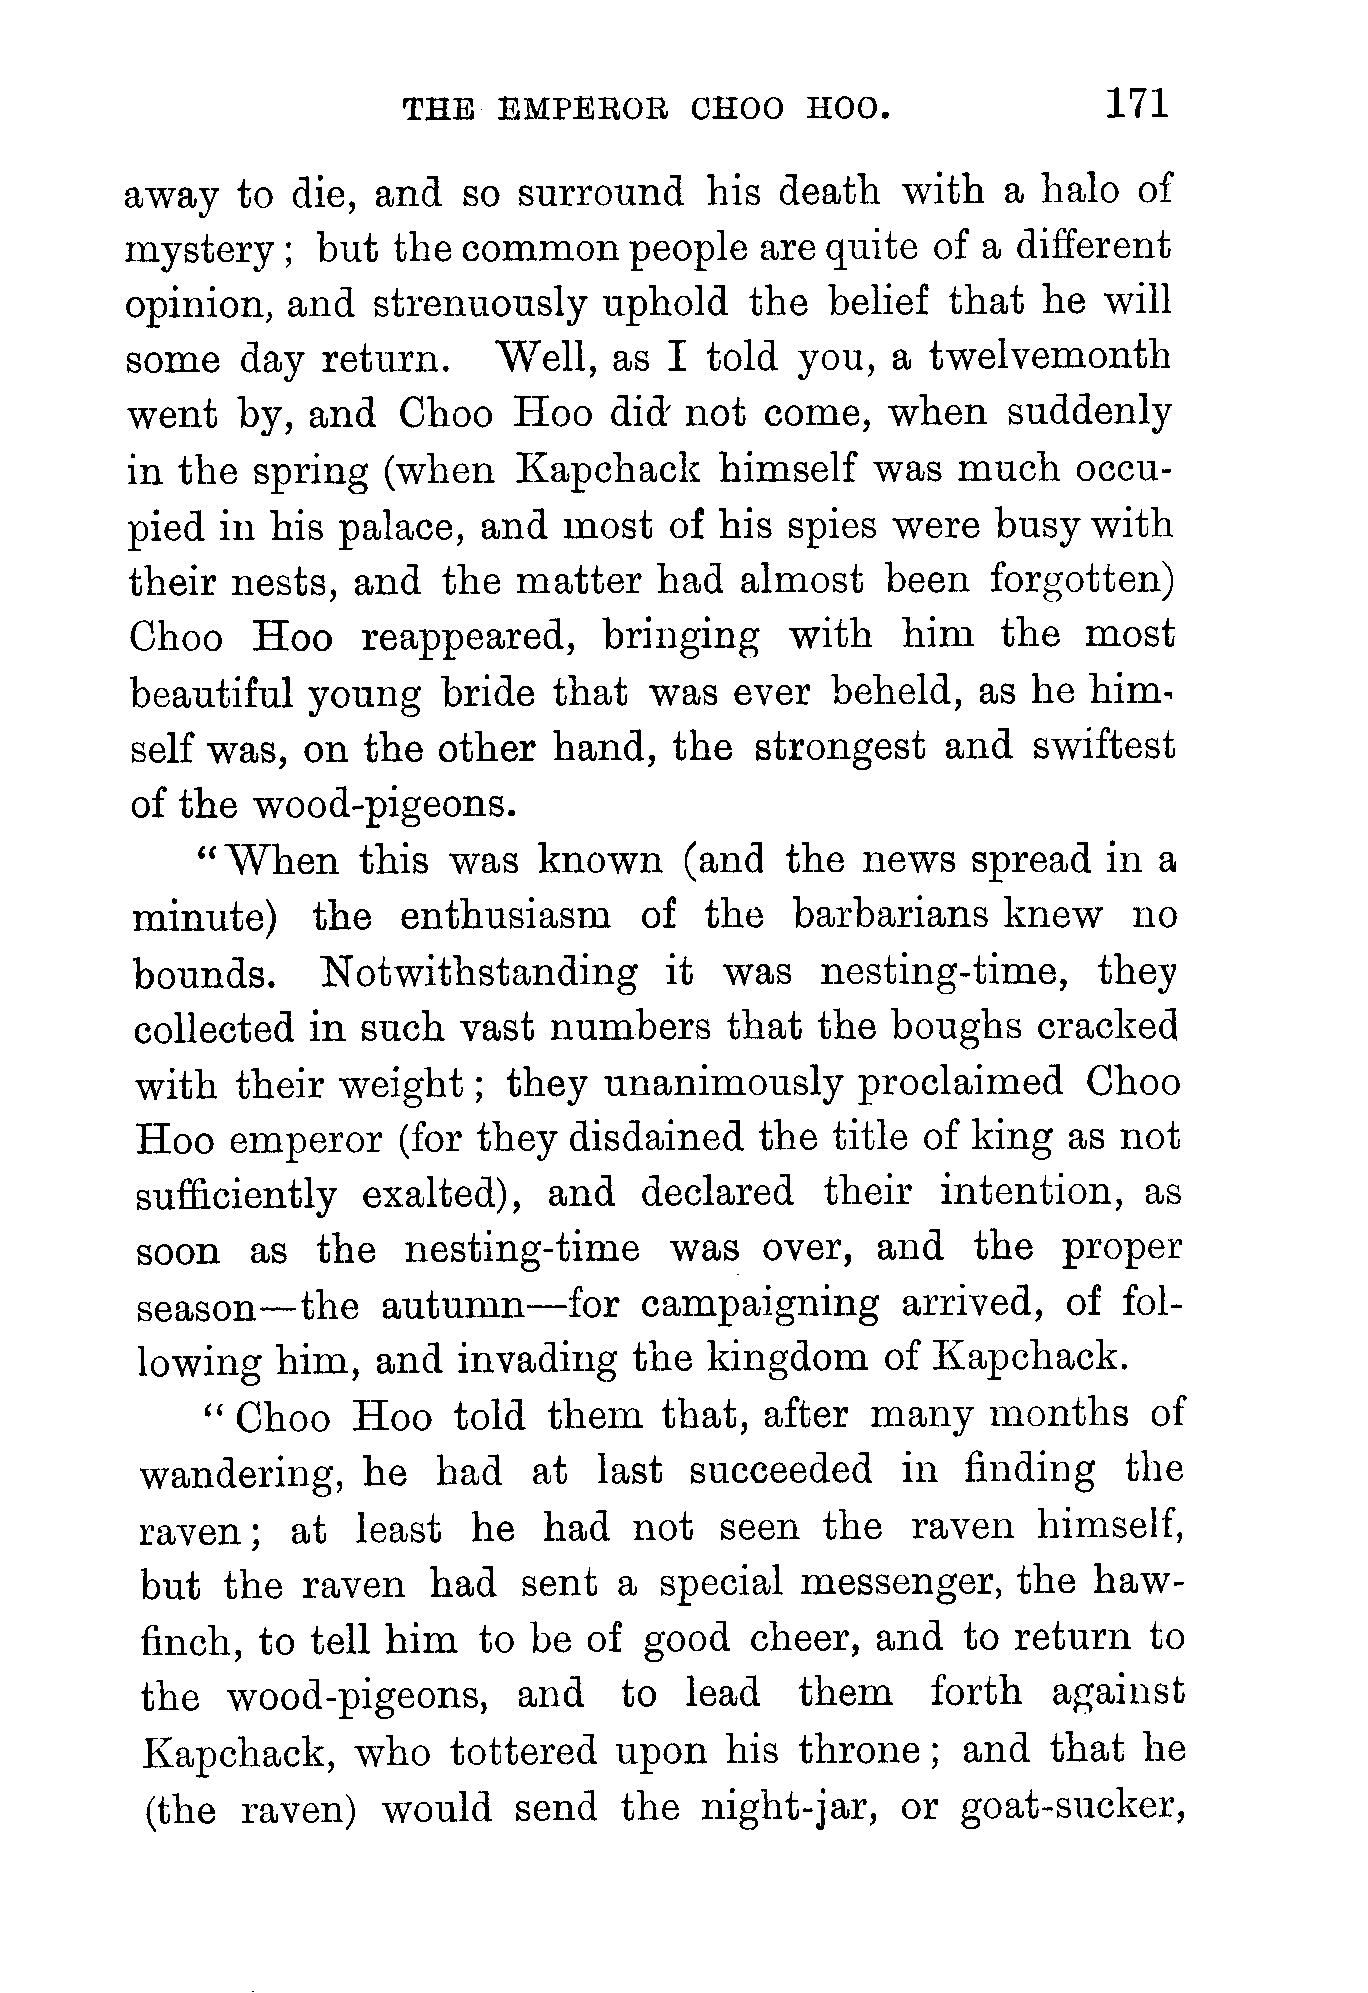 THE EMPEROR CHOO HOO. 171
away to die, and so surround his death with a halo of
mystery; but the common people are quite of a different
opinion, and strenuously uphold the belief that he will
some day return. Well, as I told you, a twelvemonth
went by, and Choo Hoo did not come, when suddenly
in the spring (when Kapchack himself was much occu-
pied in his palace, and most of his spies were busy with
their nests, and the matter had almost been forgotten)
Choo Hoo reappeared, bringing with him the most
beautiful young bride that was ever beheld, as he him-
self was, on the other hand, the strongest and swiftest
of the wood-pigeons.
"When this was known (and the news spread in a
minute) the enthusiasm of the barbarians knew no
bounds. Notwithstanding it was nesting-time, they
collected in such vast numbers that the boughs cracked
with their weight; they unanimously proclaimed Choo
Hoo emperor (for they disdained the title of king as not
sufficiently exalted), and declared their intention, as
soon as the nesting-time was over, and the proper
season—the autumn—for campaigning arrived, of fol-
lowing him, and invading the kingdom of Kapchack.
"Choo Hoo told them that, after many months of
wandering, he had at last succeeded in finding the
raven; at least he had not seen the raven himself,
but the raven had sent a special messenger, the haw-
finch, to tell him to be of good cheer, and to return to
the wood-pigeons, and to lead them forth against
Kapchack, who tottered upon his throne; and that he
(the raven) would send the night-jar, or goat-sucker,